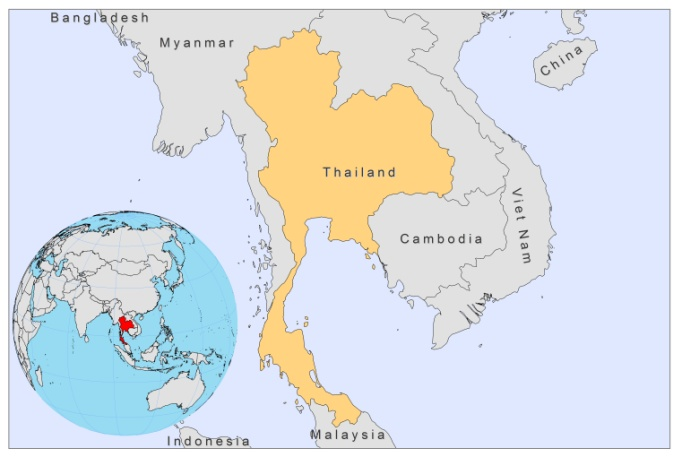 Bangladesh
Myanmar
China
Thailand
Viet Nam
Cambodia
Indonesia
Malaysia